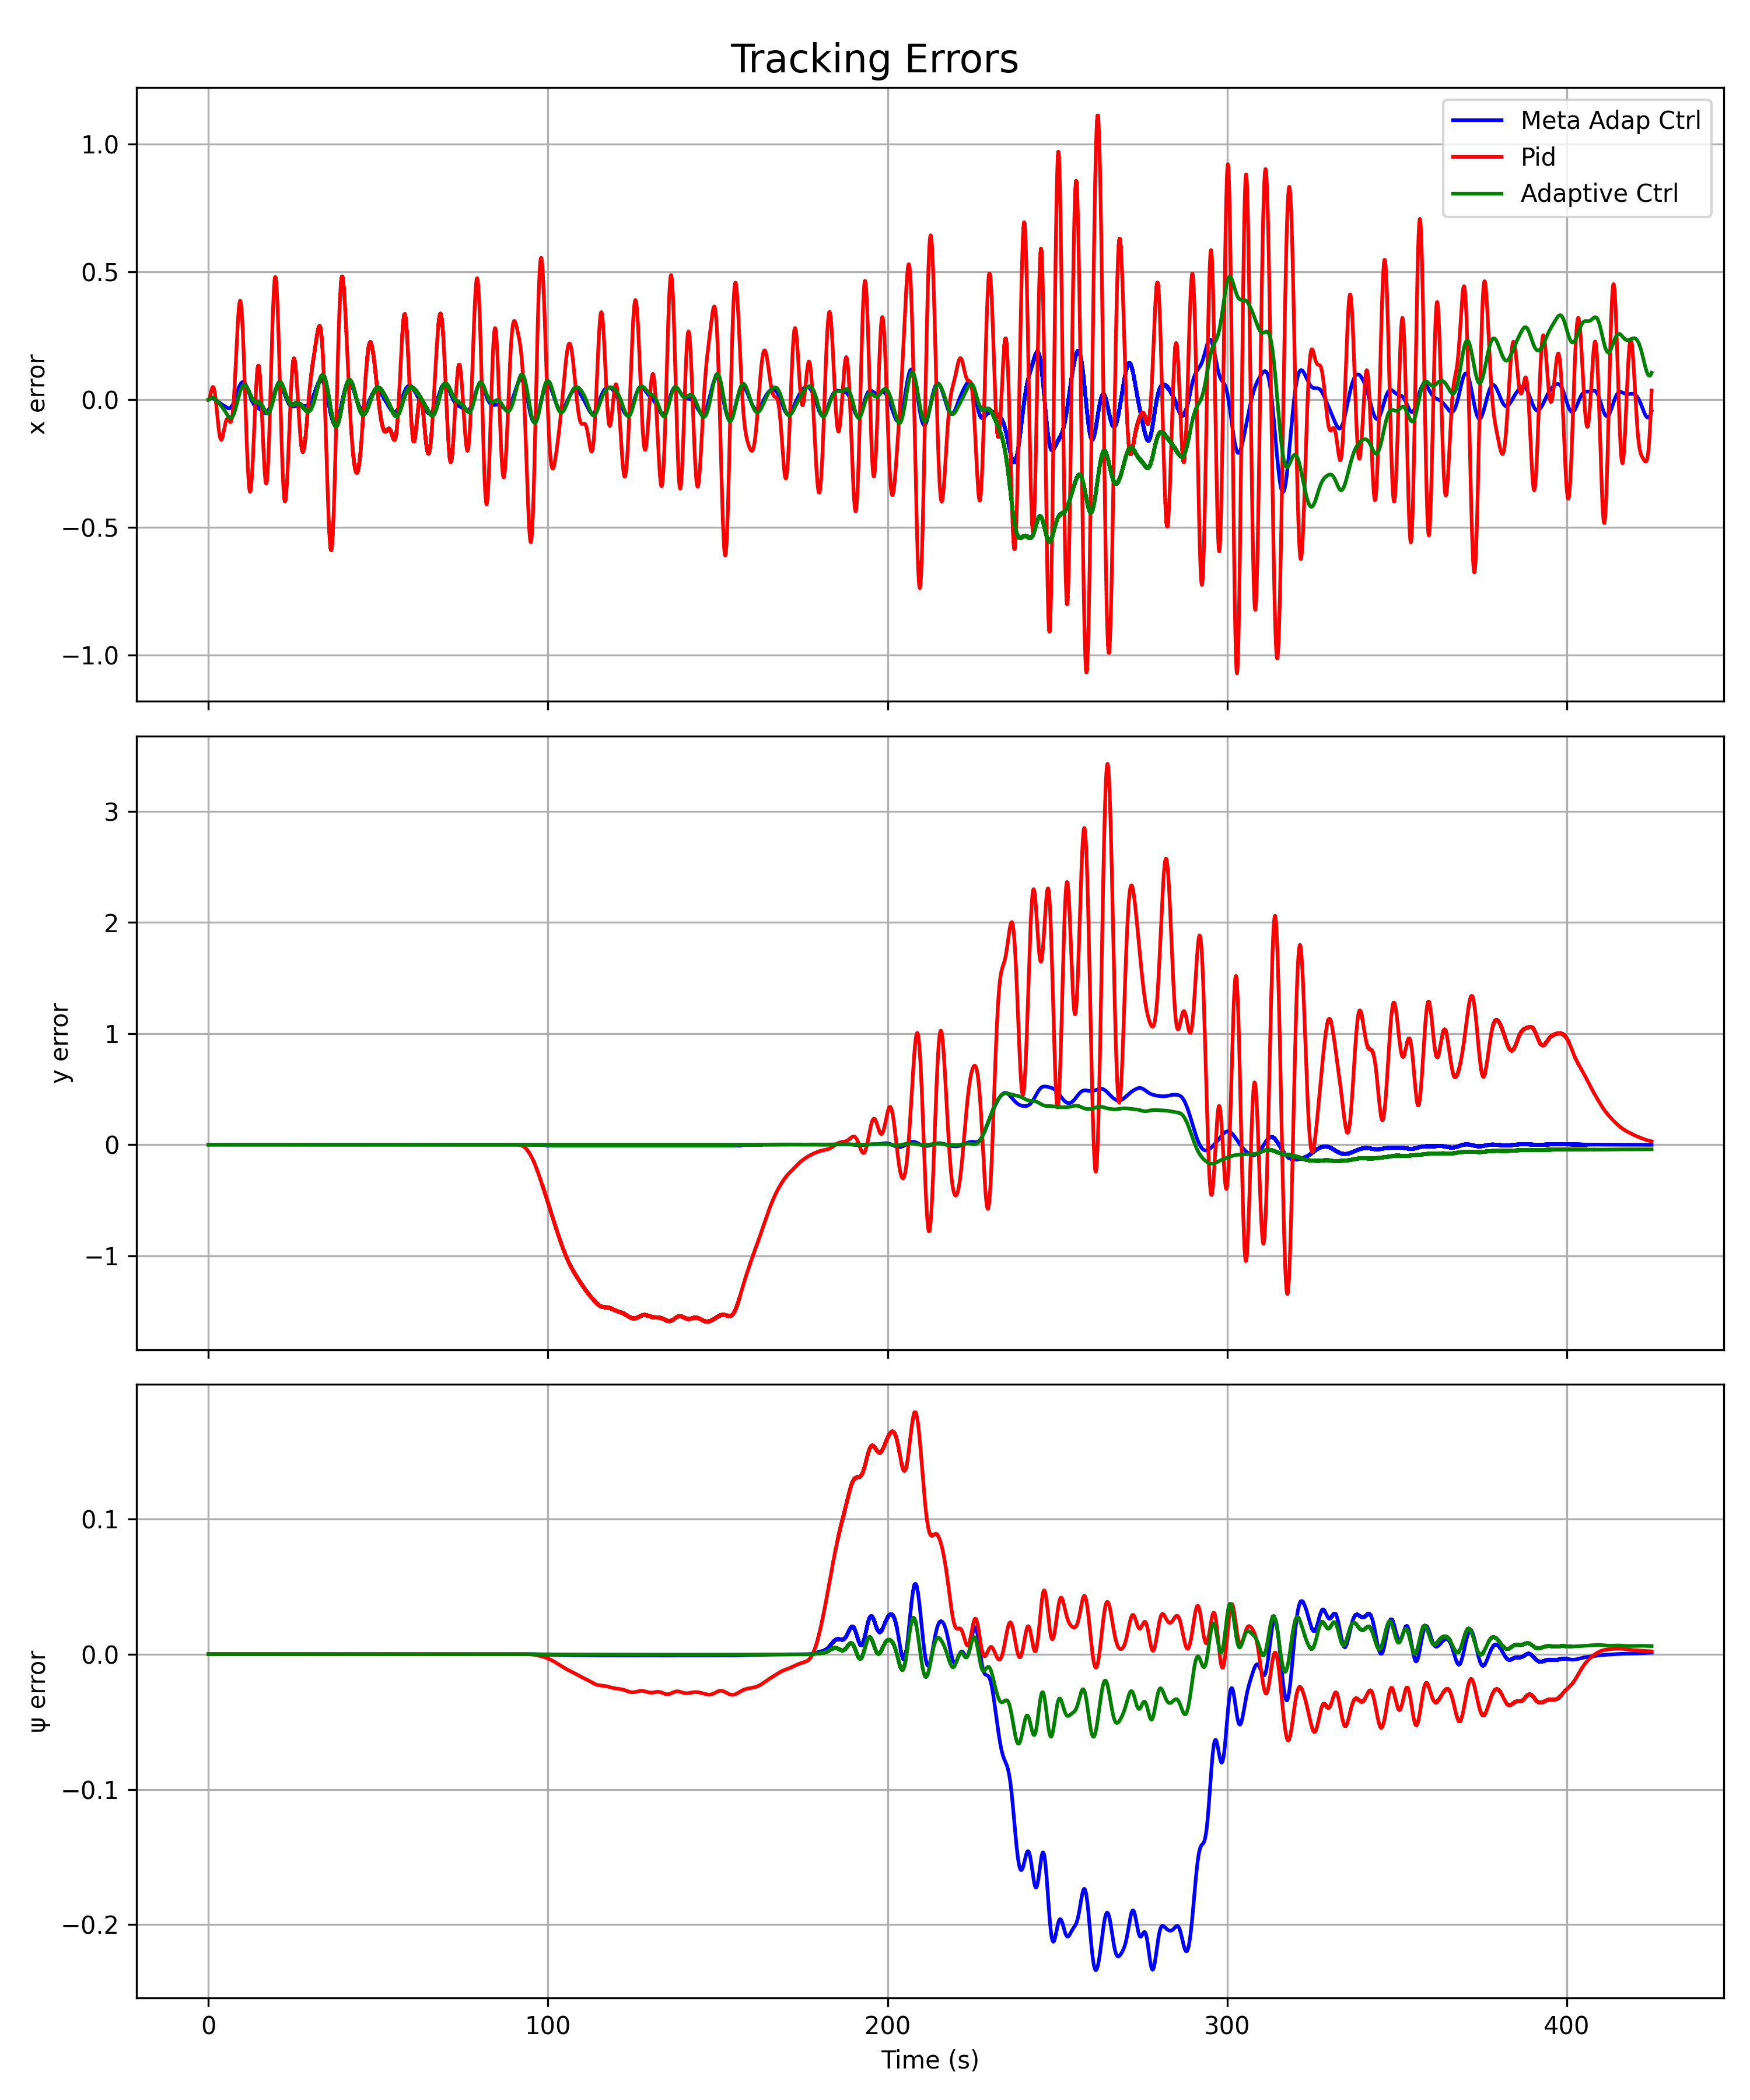 Tracking Errors
Meta Adap Ctrl
Pid
Adaptive Ctrl
1.0
0.5
0.0
−0.5
−1.0
x error
3
2
1
0
−1
y error
0.1
0.0
−0.1
−0.2
ψ error
0 100 200 300 400
Time (s)